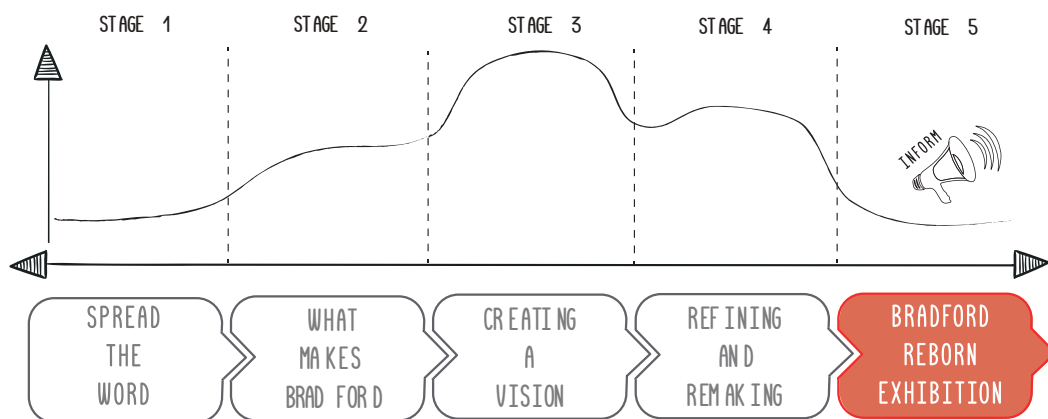 STAGE 1
STAGE 2
STAGE 3
STAGE 4
STAGE 5
INFORM
SPREAD
THE
WORD
WHAT
MAKES
BRAD FORD
CREATING
A
VISION
REFINING
AND
REMAKING
BRADFORD
REBORN
EXHIBITION